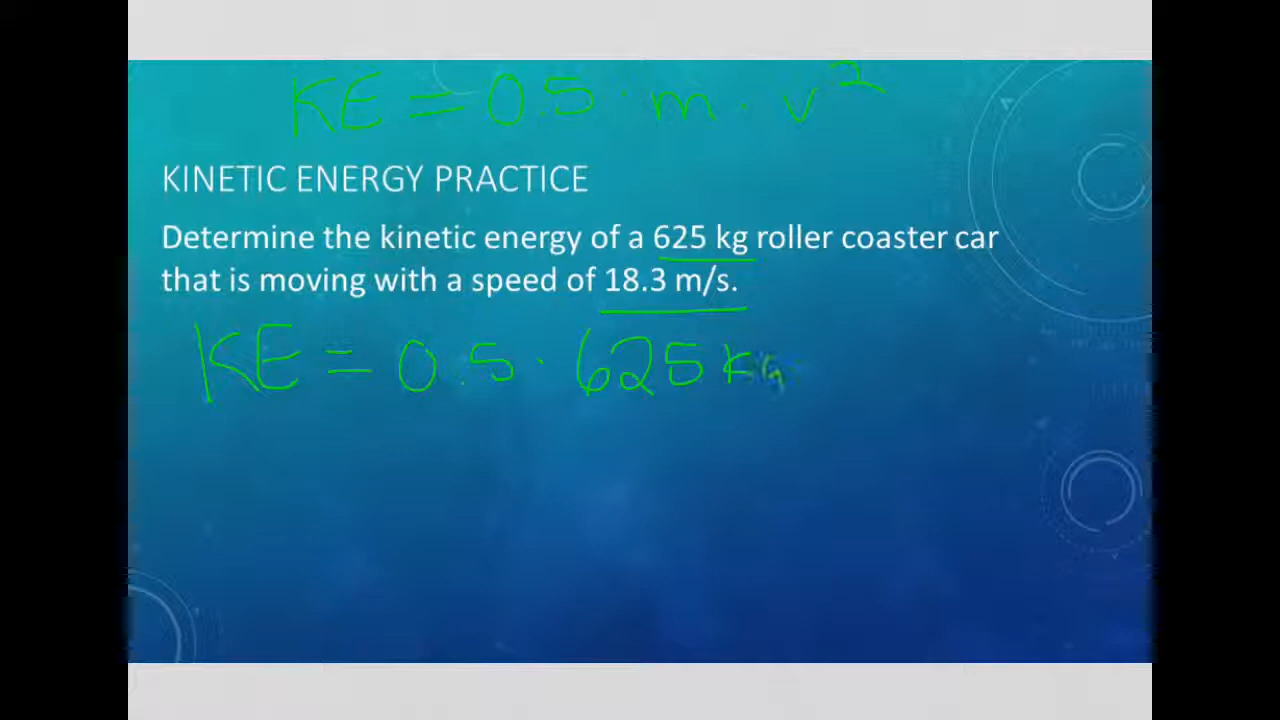 KE = 0.5 · m · v²
KINETIC ENERGY PRACTICE
Determine the kinetic energy of a 625 kg roller coaster car
that is moving with a speed of 18.3 m/s.
KE = 0.5 · 625 kg